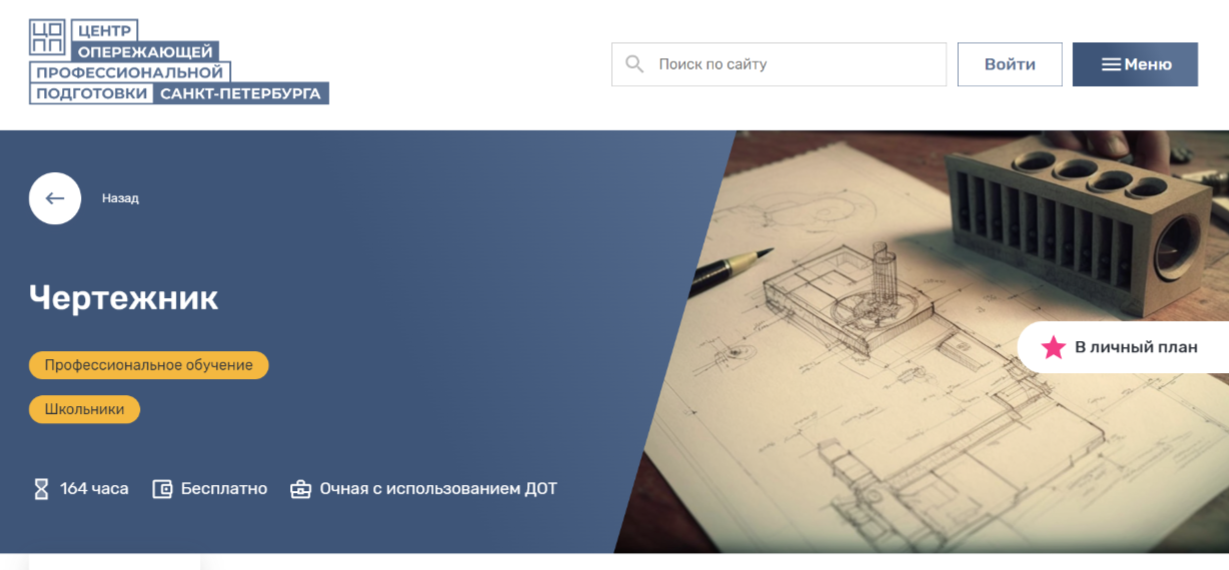 ЦОПП
ЦЕНТР
ОПЕРЕЖАЮЩЕЙ
ПРОФЕССИОНАЛЬНОЙ
ПОДГОТОВКИ САНКТ-ПЕТЕРБУРГА
Поиск по сайту
Войти
Меню
Назад
Чертежник
Профессиональное обучение
Школьники
В личный план
164 часа
Бесплатно
Очная с использованием ДОТ